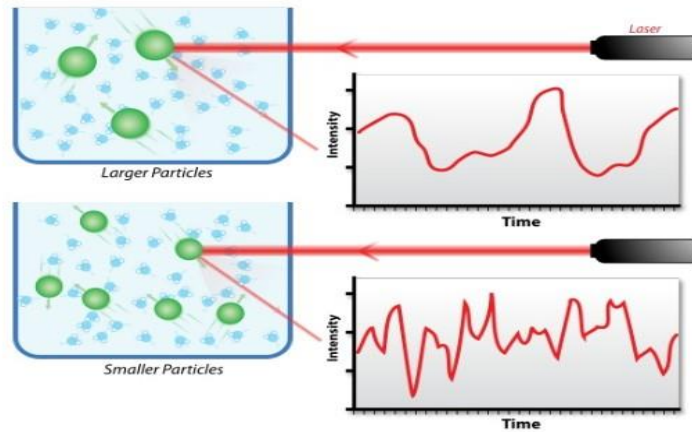 Laser
Intensity
Time
Larger Particles
Intensity
Time
Smaller Particles